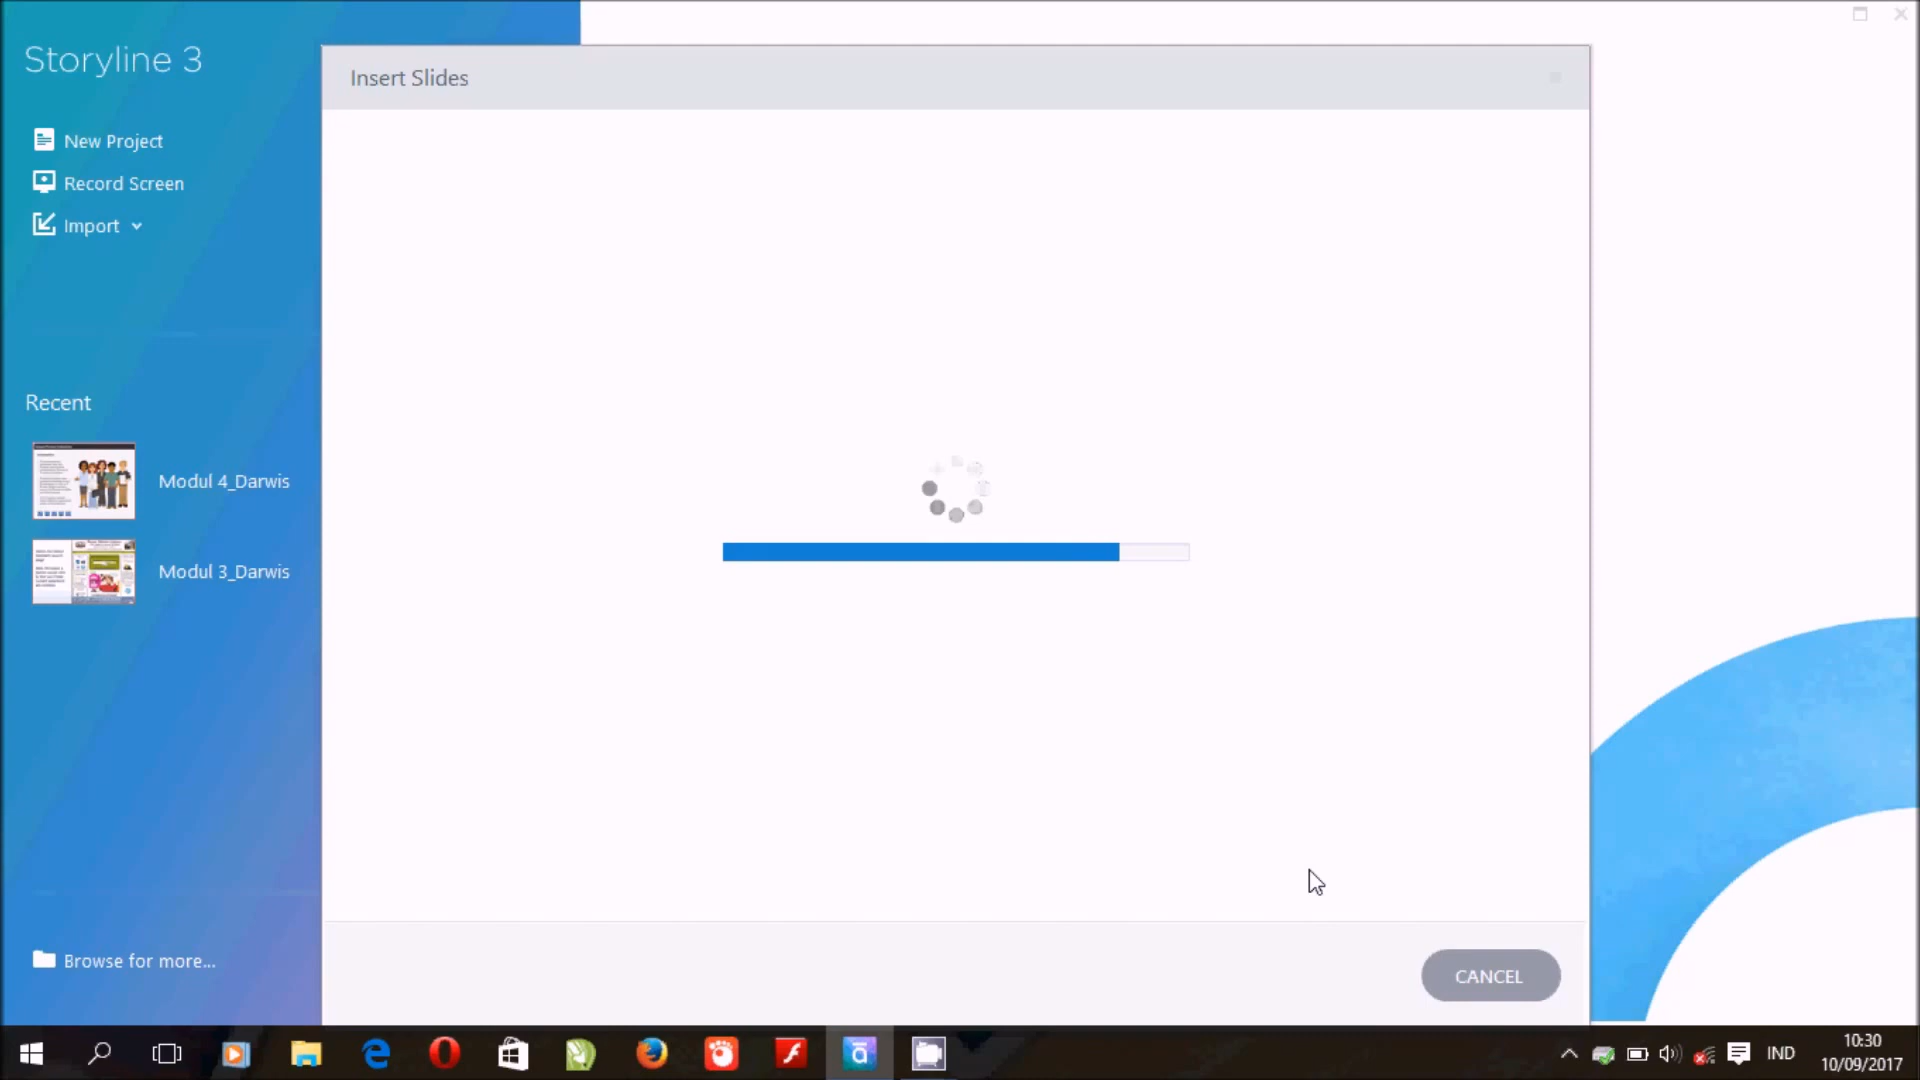 Storyline 3
New Project
Record Screen
Import
Recent
Modul 4_Darwis
Modul 3_Darwis
Browse for more...
Insert Slides
CANCEL
IND
10:30
10/09/2017